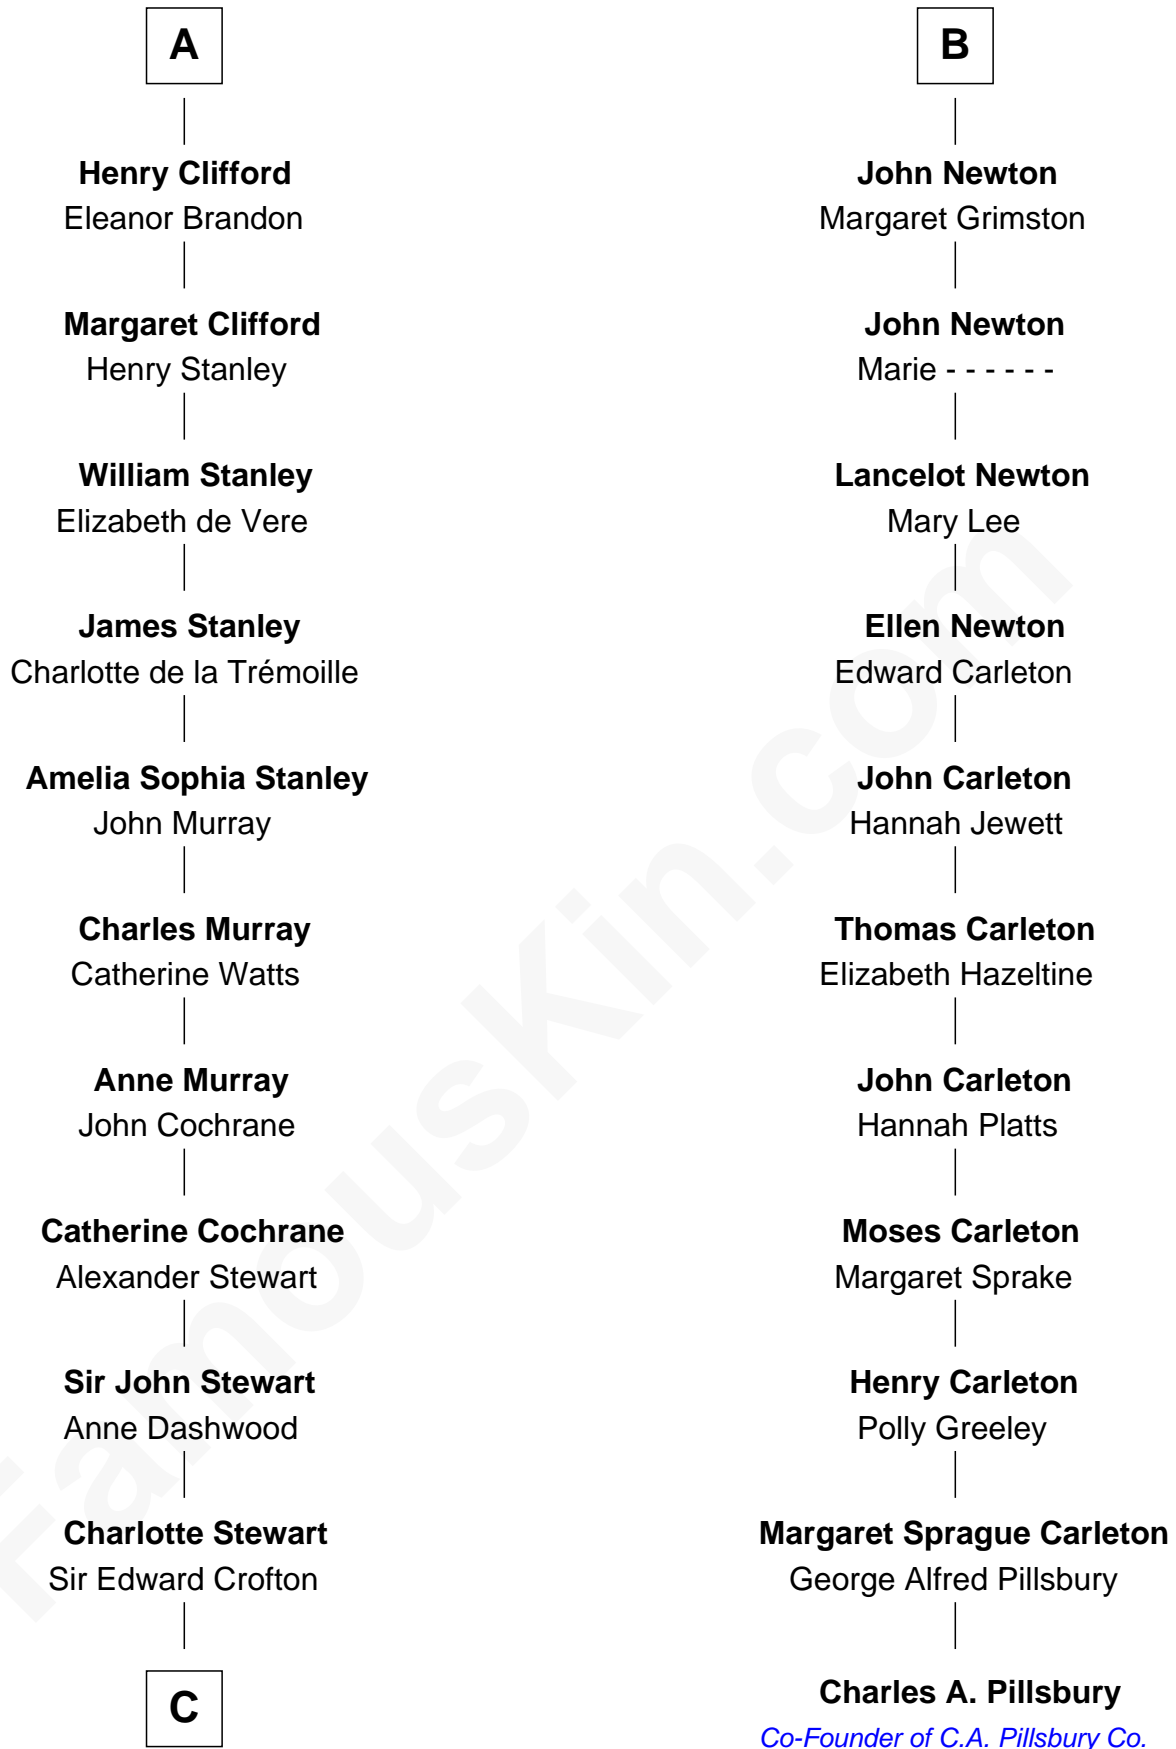 A
Henry Clifford
Eleanor Brandon
Margaret Clifford
Henry Stanley
William Stanley
Elizabeth de Vere
James Stanley
Charlotte de la Trémoille
Amelia Sophia Stanley
John Murray
Charles Murray
Catherine Watts
Anne Murray
John Cochrane
Catherine Cochrane
Alexander Stewart
Sir John Stewart
Anne Dashwood
Charlotte Stewart
Sir Edward Crofton
C
B
John Newton
Margaret Grimston
John Newton
Marie - - - - - -
Lancelot Newton
Mary Lee
Ellen Newton
Edward Carleton
John Carleton
Hannah Jewett
Thomas Carleton
Elizabeth Hazeltine
John Carleton
Hannah Platts
Moses Carleton
Margaret Sprake
Henry Carleton
Polly Greeley
Margaret Sprague Carleton
George Alfred Pillsbury
Charles A. Pillsbury
Co-Founder of C.A. Pillsbury Co.
FamousKin.com